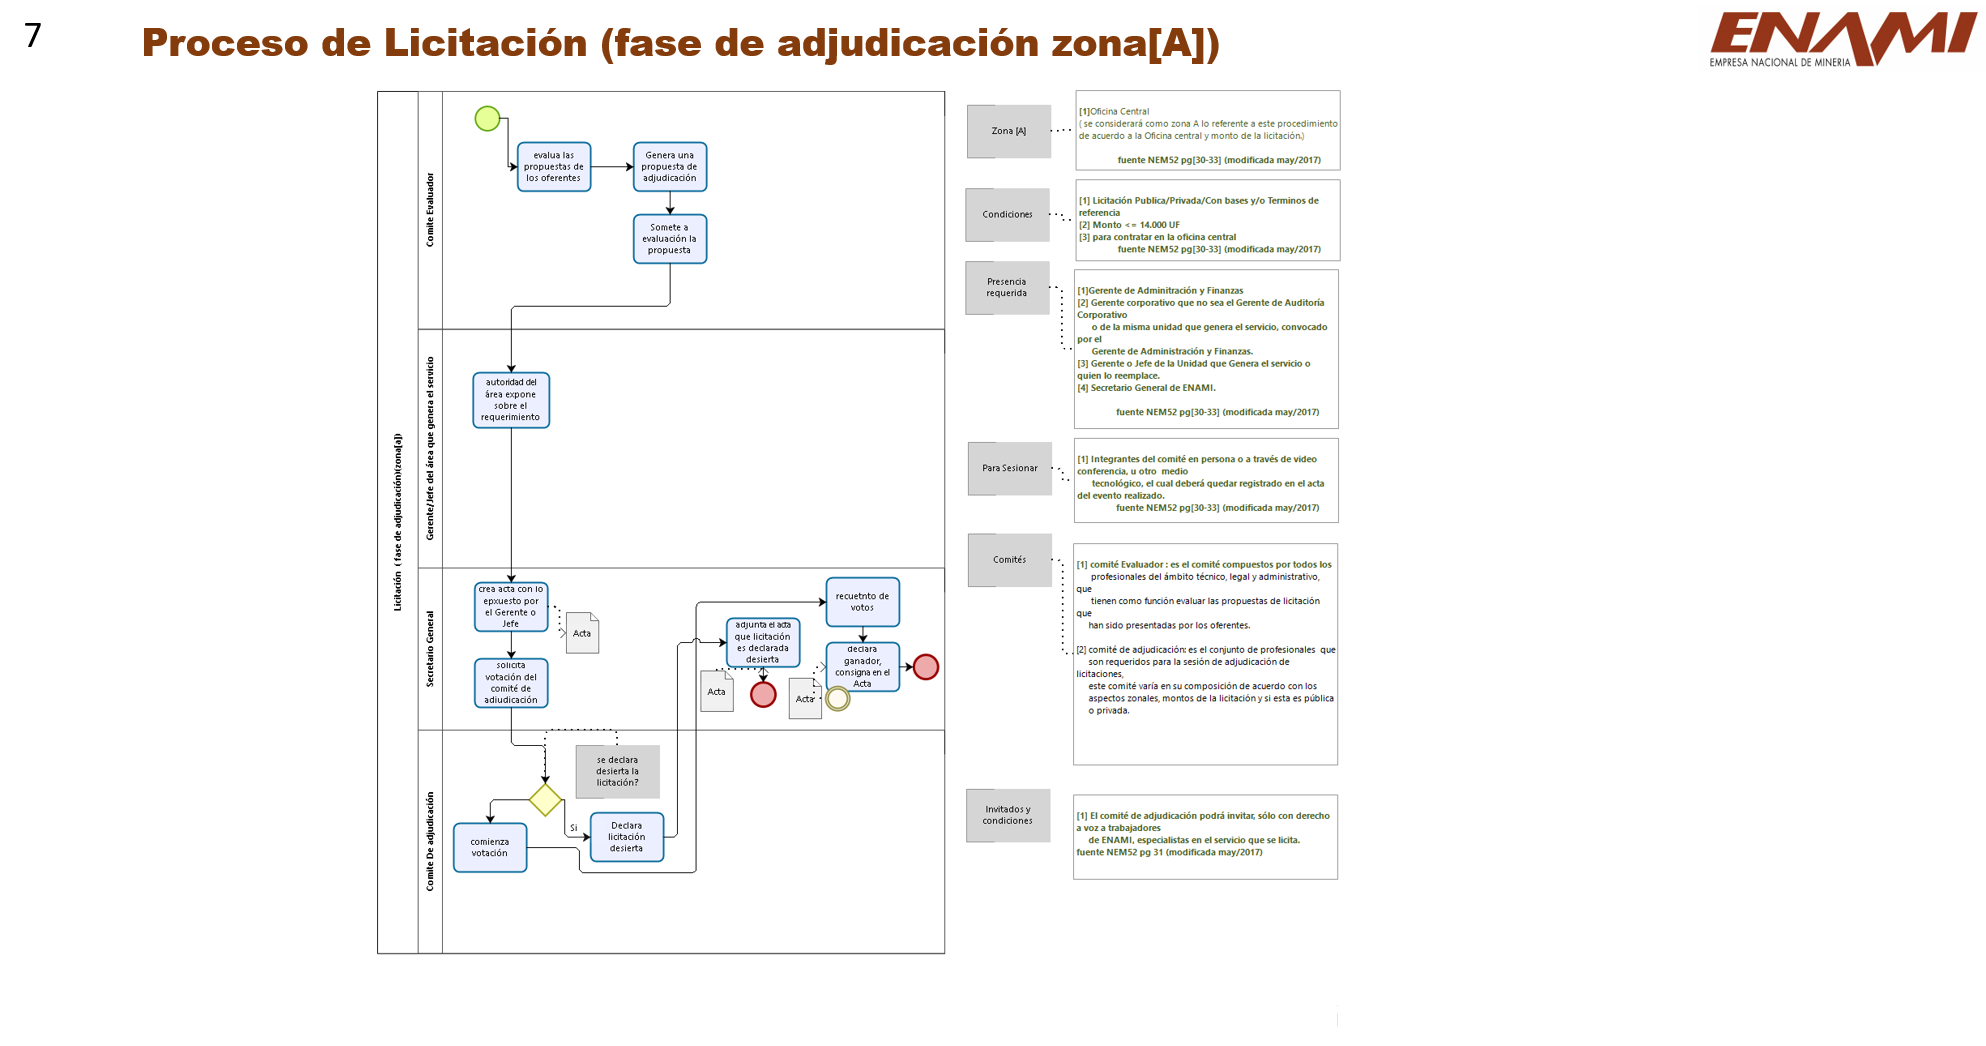 7
Proceso de Licitación (fase de adjudicación zona[A])
ENAMI
EMPRESA NACIONAL DE MINERIA
Licitación ( fase de adjudicación)(zona[a])
Comite Evaluador
evalua las
propuestas de
los oferentes
Genera una
propuesta de
adjudicación
Somete a
evaluación la
propuesta
Gerente/Jefe del área que genera el servicio
autoridad del
área expone
sobre el
requerimiento
Secretario General
crea acta con lo
epxuesto por
el Gerente o
Jefe
Acta
solicita
votación del
comité de
adjudicación
adjunta el acta
que licitación
es declarada
desierta
Acta
recuetnto de
votos
declara
ganador,
consigna en el
Acta
Acta
Comite De adjudicación
se declara
desierta la
licitación?
Si
comienza
votación
Declara
licitación
desierta
Zona [A]
[1]Oficina Central
( se considerará como zona A lo referente a este procedimiento
de acuerdo a la Oficina central y monto de la licitación.)
fuente NEM52 pg[30-33] (modificada may/2017)
Condiciones
[1] Licitación Publica/Privada/Con bases y/o Terminos de
referencia
[2] Monto <= 14.000 UF
[3] para contratar en la oficina central
fuente NEM52 pg[30-33] (modificada may/2017)
Presencia
requerida
[1]Gerente de Adminitración y Finanzas
[2] Gerente corporativo que no sea el Gerente de Auditoría
Corporativo
o de la misma unidad que genera el servicio, convocado
por el
Gerente de Administración y Finanzas.
[3] Gerente o Jefe de la Unidad que Genera el servicio o
quien lo reemplace.
[4] Secretario General de ENAMI.
fuente NEM52 pg[30-33] (modificada may/2017)
Para Sesionar
[1] Integrantes del comité en persona o a través de video
conferencia, u otro medio
tecnológico, el cual deberá quedar registrado en el acta
del evento realizado.
fuente NEM52 pg[30-33] (modificada may/2017)
Comités
[1] comité Evaluador : es el comité compuestos por todos los
profesionales del ámbito técnico, legal y administrativo,
que
tienen como función evaluar las propuestas de licitación
que
han sido presentadas por los oferentes.
[2] comité de adjudicación: es el conjunto de profesionales que
son requeridos para la sesión de adjudicación de
licitaciones,
este comité varía en su composición de acuerdo con los
aspectos zonales, montos de la licitación y si esta es pública
o privada.
Invitados y
condiciones
[1] El comité de adjudicación podrá invitar, sólo con derecho
a voz a trabajadores
de ENAMI, especialistas en el servicio que se licita.
fuente NEM52 pg 31 (modificada may/2017)